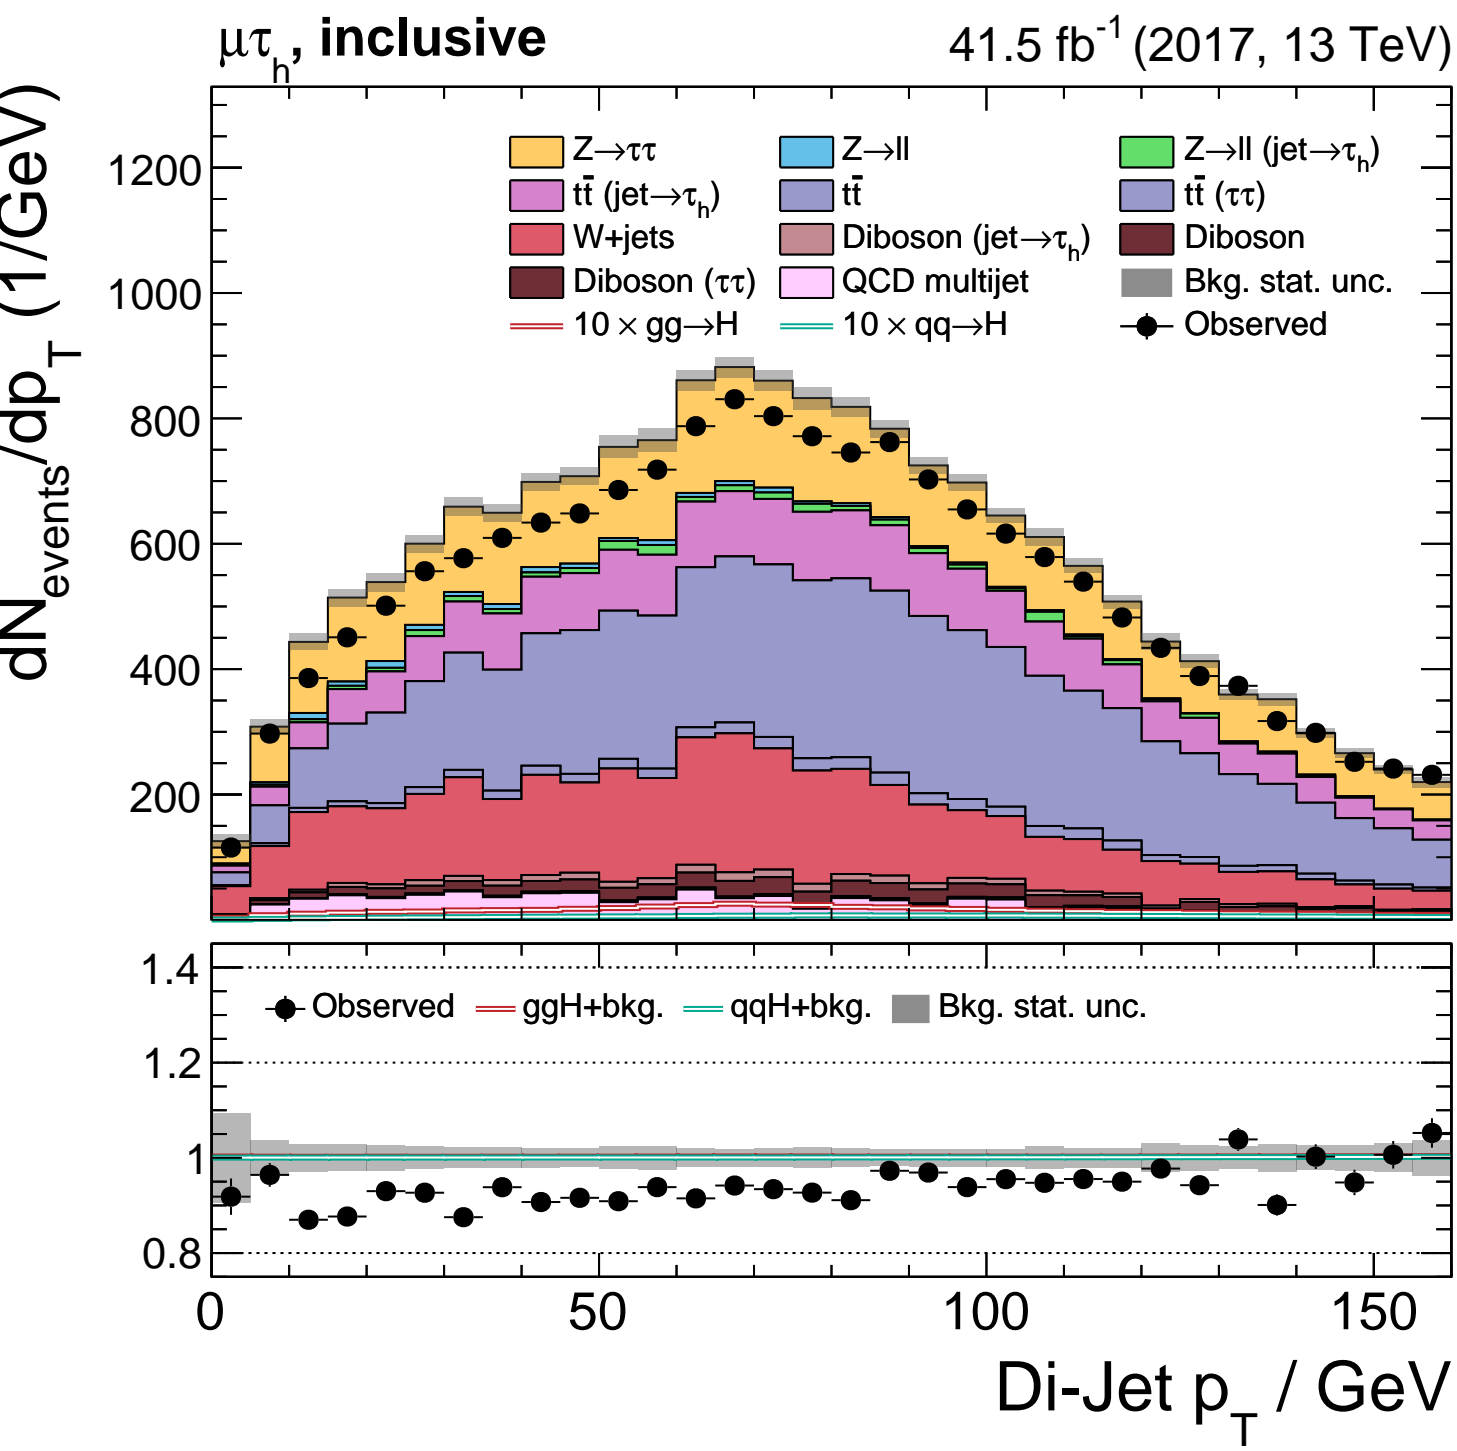 μτh, inclusive
41.5 fb-1 (2017, 13 TeV)
dNevents/dpT (1/GeV)
1200
1000
800
600
400
200
Z→ττ
Z→ll
Z→ll (jet→τh)
tt̄ (jet→τh)
tt̄
tt̄ (ττ)
W+jets
Diboson (jet→τh)
Diboson
Diboson (ττ)
QCD multijet
Bkg. stat. unc.
10 × gg→H
10 × qq→H
Observed
1.4
1.2
1
0.8
Observed
ggH+bkg.
qqH+bkg.
Bkg. stat. unc.
0
50
100
150
Di-Jet pT / GeV